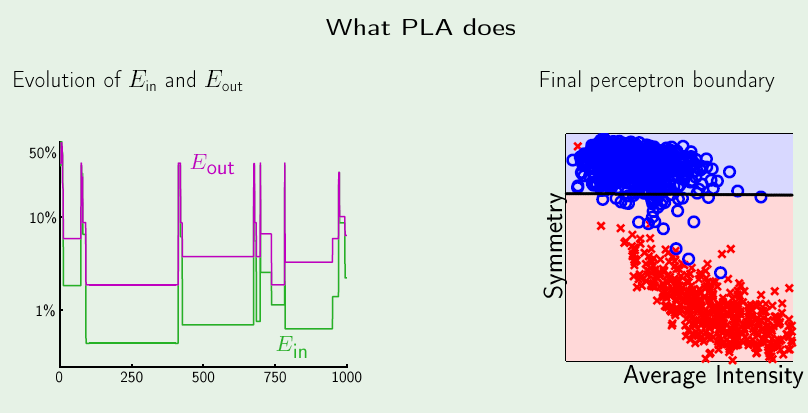 What PLA does
Evolution of E_in and E_out
Final perceptron boundary
50%
10%
1%
E_out
E_in
0 250 500 750 1000
Symmetry
Average Intensity